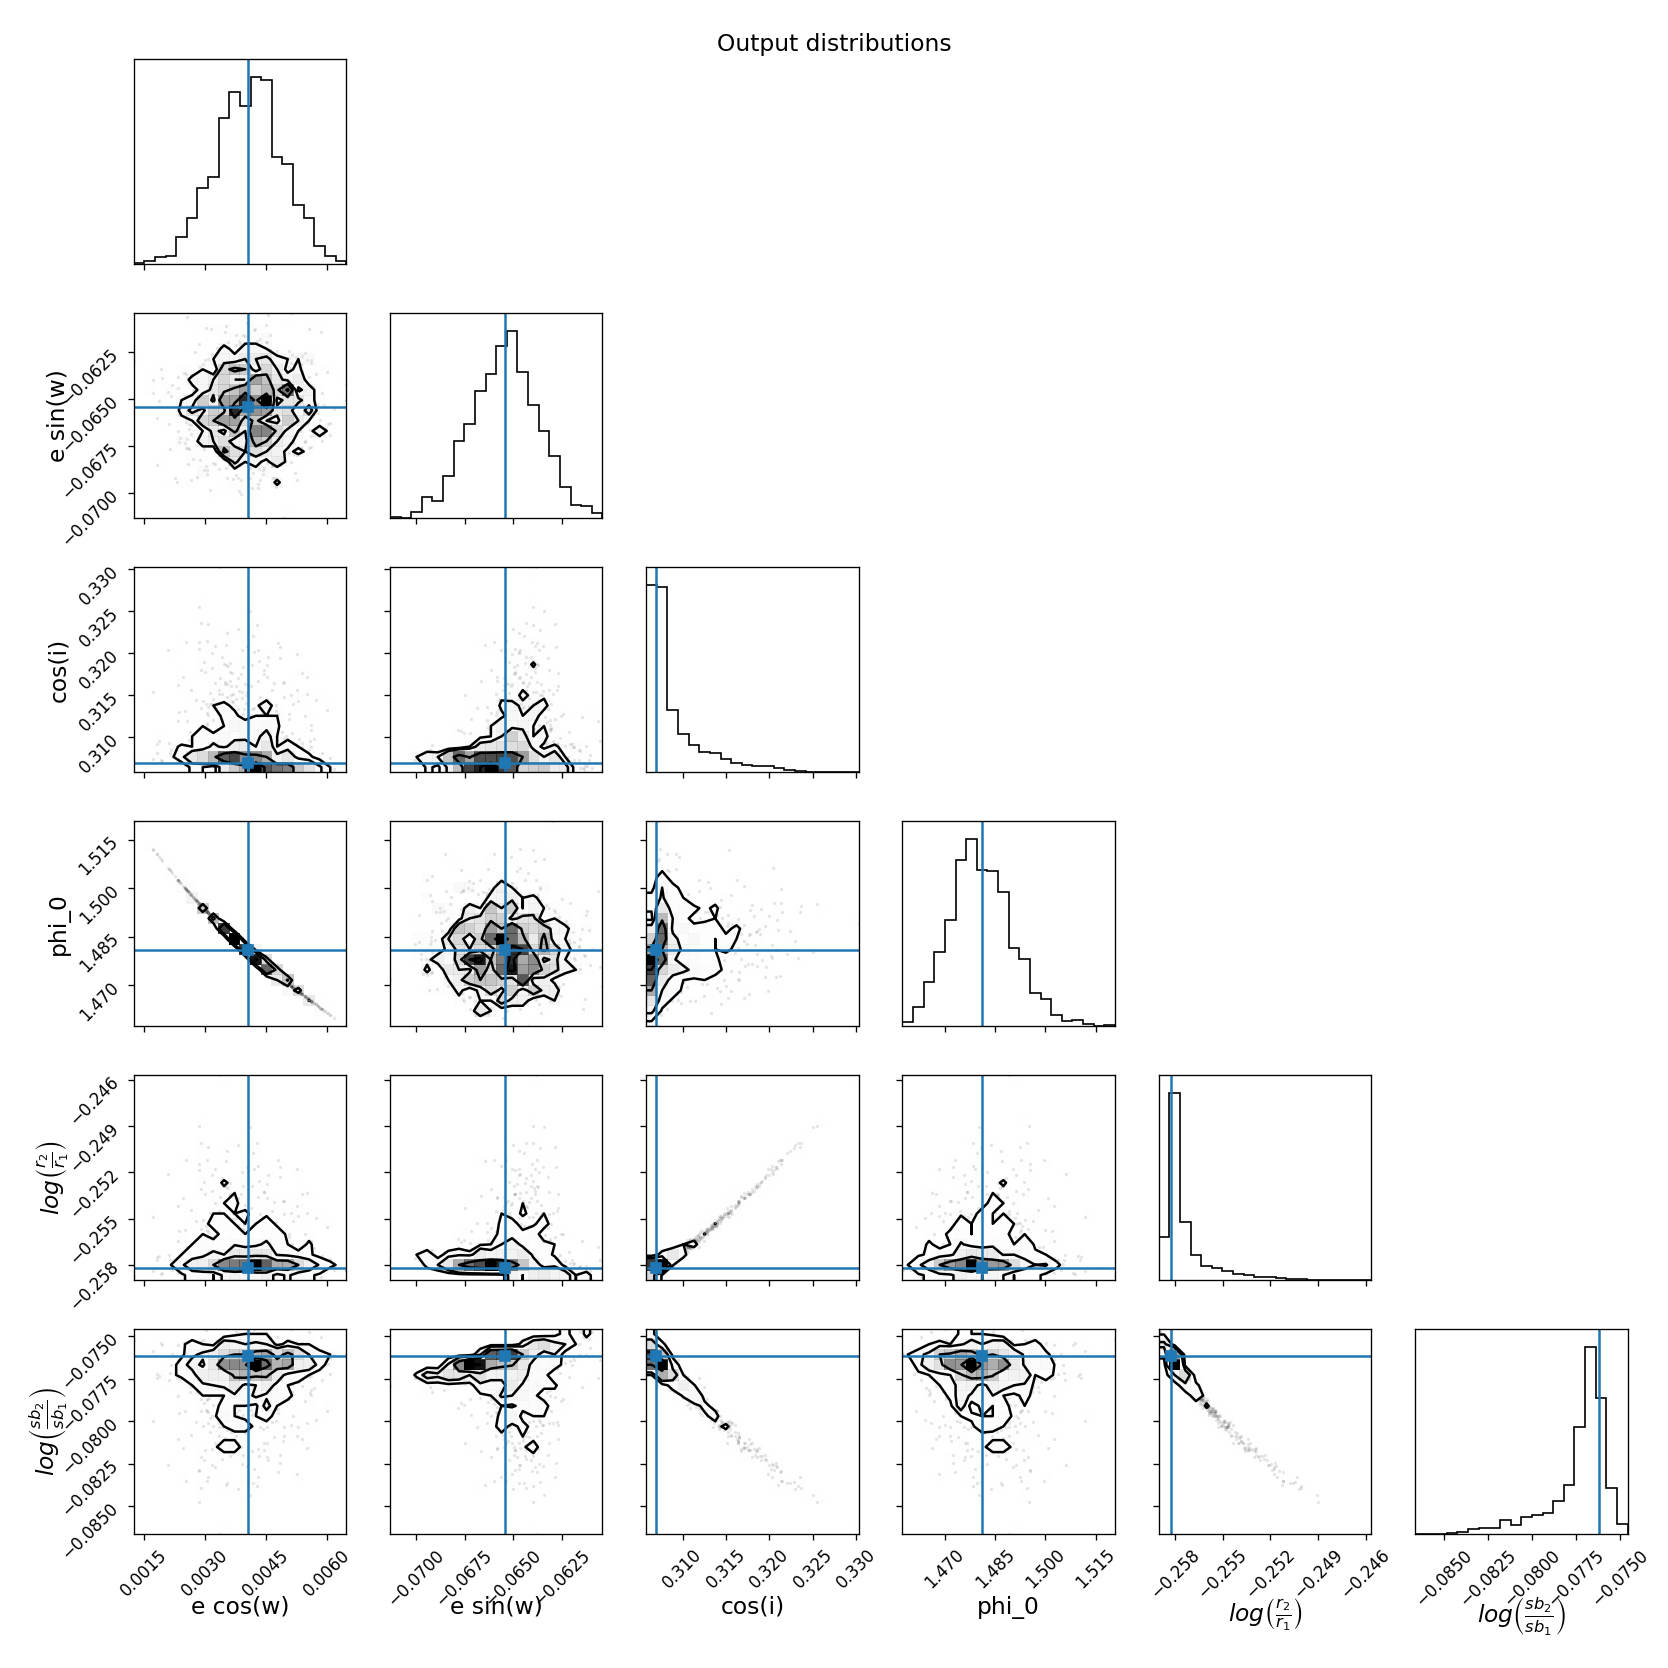 Output distributions
e sin(w)
−0.0625
−0.0650
−0.0675
−0.0700
cos(i)
0.330
0.325
0.320
0.315
0.310
phi_0
1.515
1.500
1.485
1.470
log(r2/r1)
−0.246
−0.249
−0.252
−0.255
−0.258
log(sb2/sb1)
−0.0750
−0.0775
−0.0800
−0.0825
−0.0850
0.0015 0.0030 0.0045 0.0060
e cos(w)
−0.0700 −0.0675 −0.0650 −0.0625
e sin(w)
0.310 0.315 0.320 0.325 0.330
cos(i)
1.470 1.485 1.500 1.515
phi_0
−0.258 −0.255 −0.252 −0.249 −0.246
log(r2/r1)
−0.0850 −0.0825 −0.0800 −0.0775 −0.0750
log(sb2/sb1)